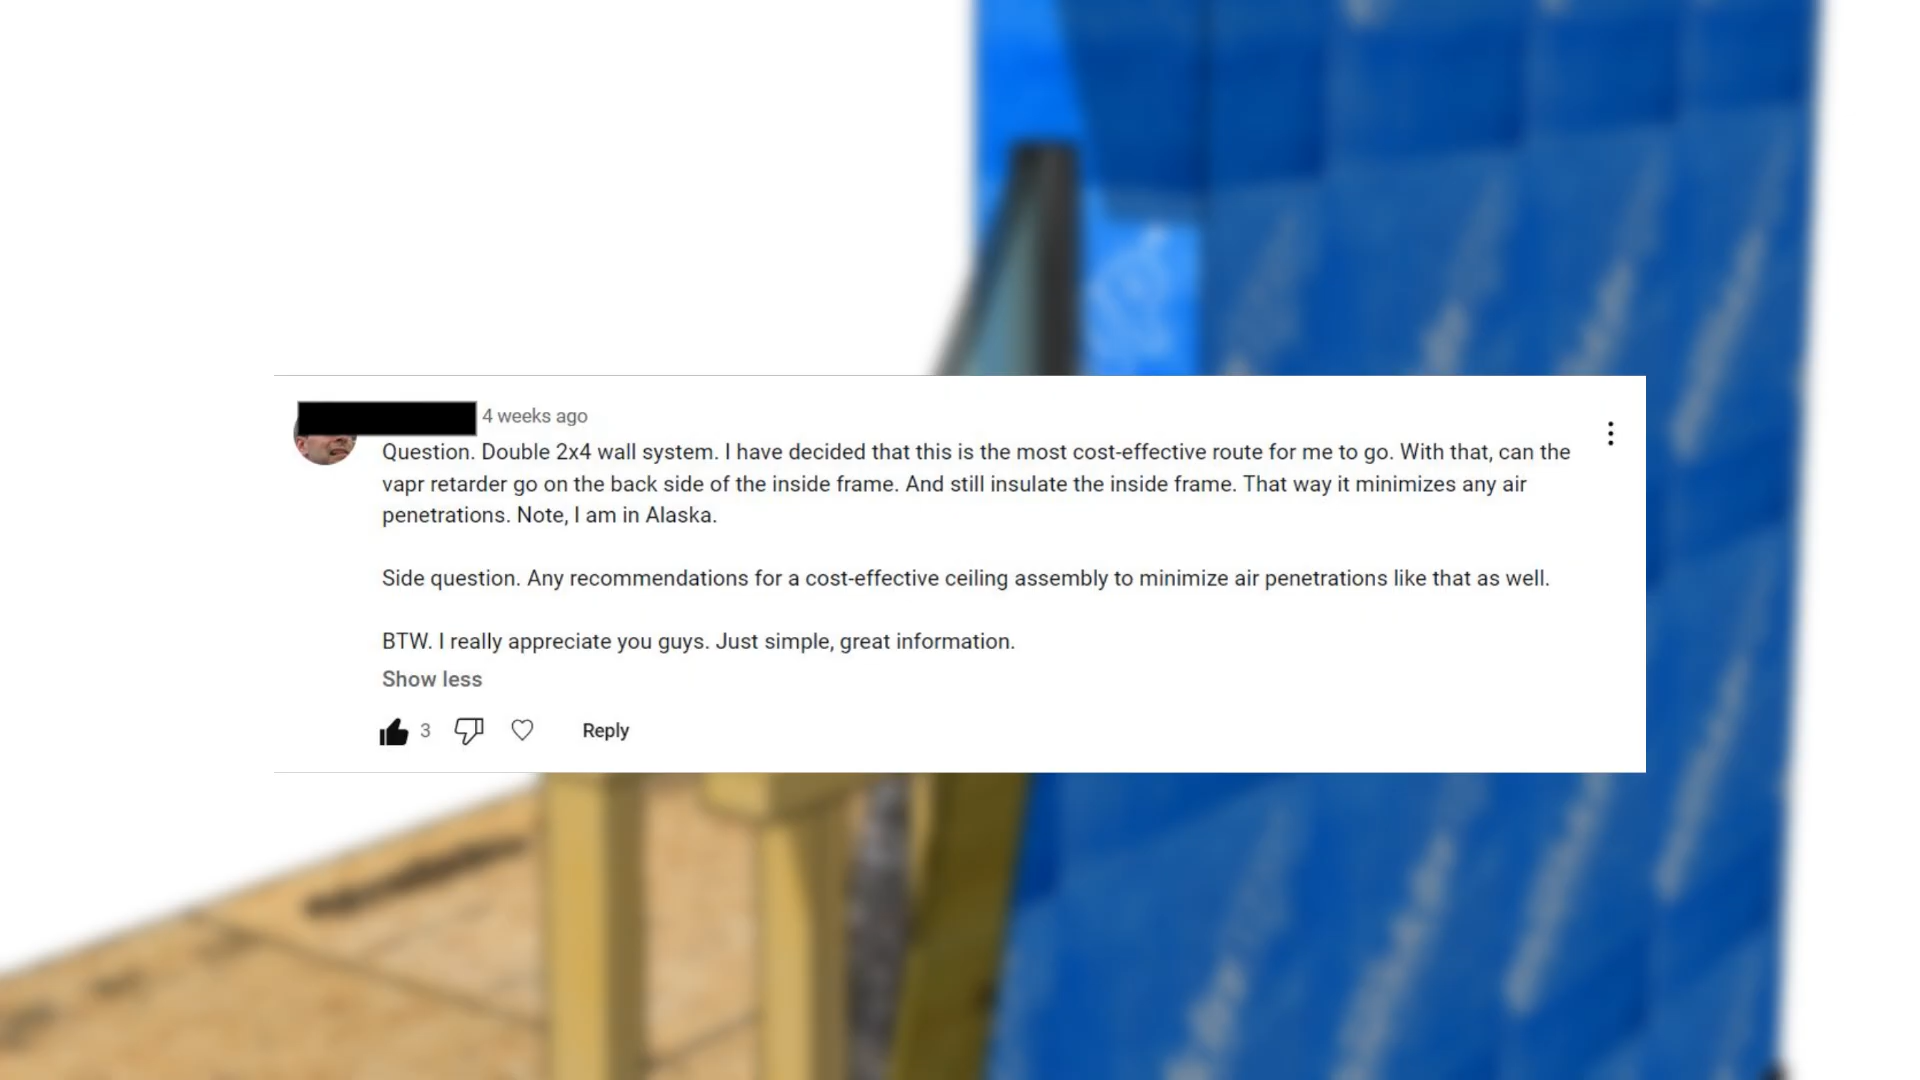 4 weeks ago
Question. Double 2x4 wall system. I have decided that this is the most cost-effective route for me to go. With that, can the
vapr retarder go on the back side of the inside frame. And still insulate the inside frame. That way it minimizes any air
penetrations. Note, I am in Alaska.
Side question. Any recommendations for a cost-effective ceiling assembly to minimize air penetrations like that as well.
BTW. I really appreciate you guys. Just simple, great information.
Show less
3
Reply